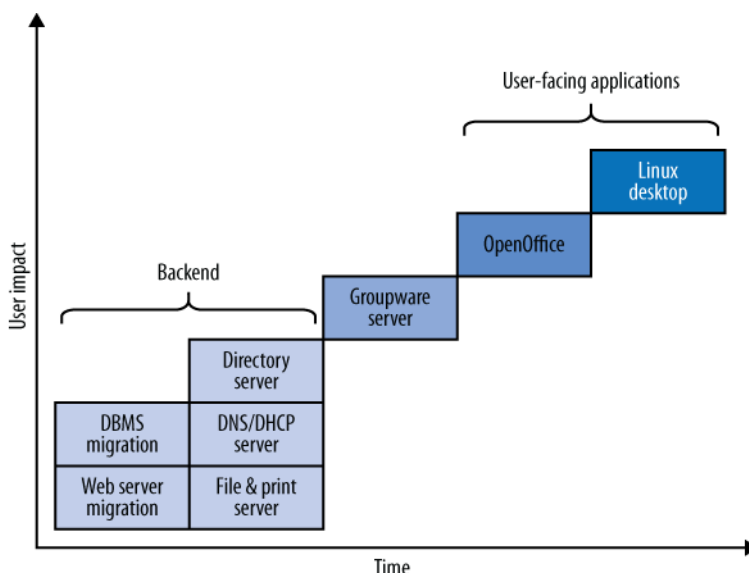 User-facing applications
Linux
desktop
OpenOffice
Backend
Groupware
server
Directory
server
DBMS
migration
DNS/DHCP
server
Web server
migration
File & print
server
User impact
Time